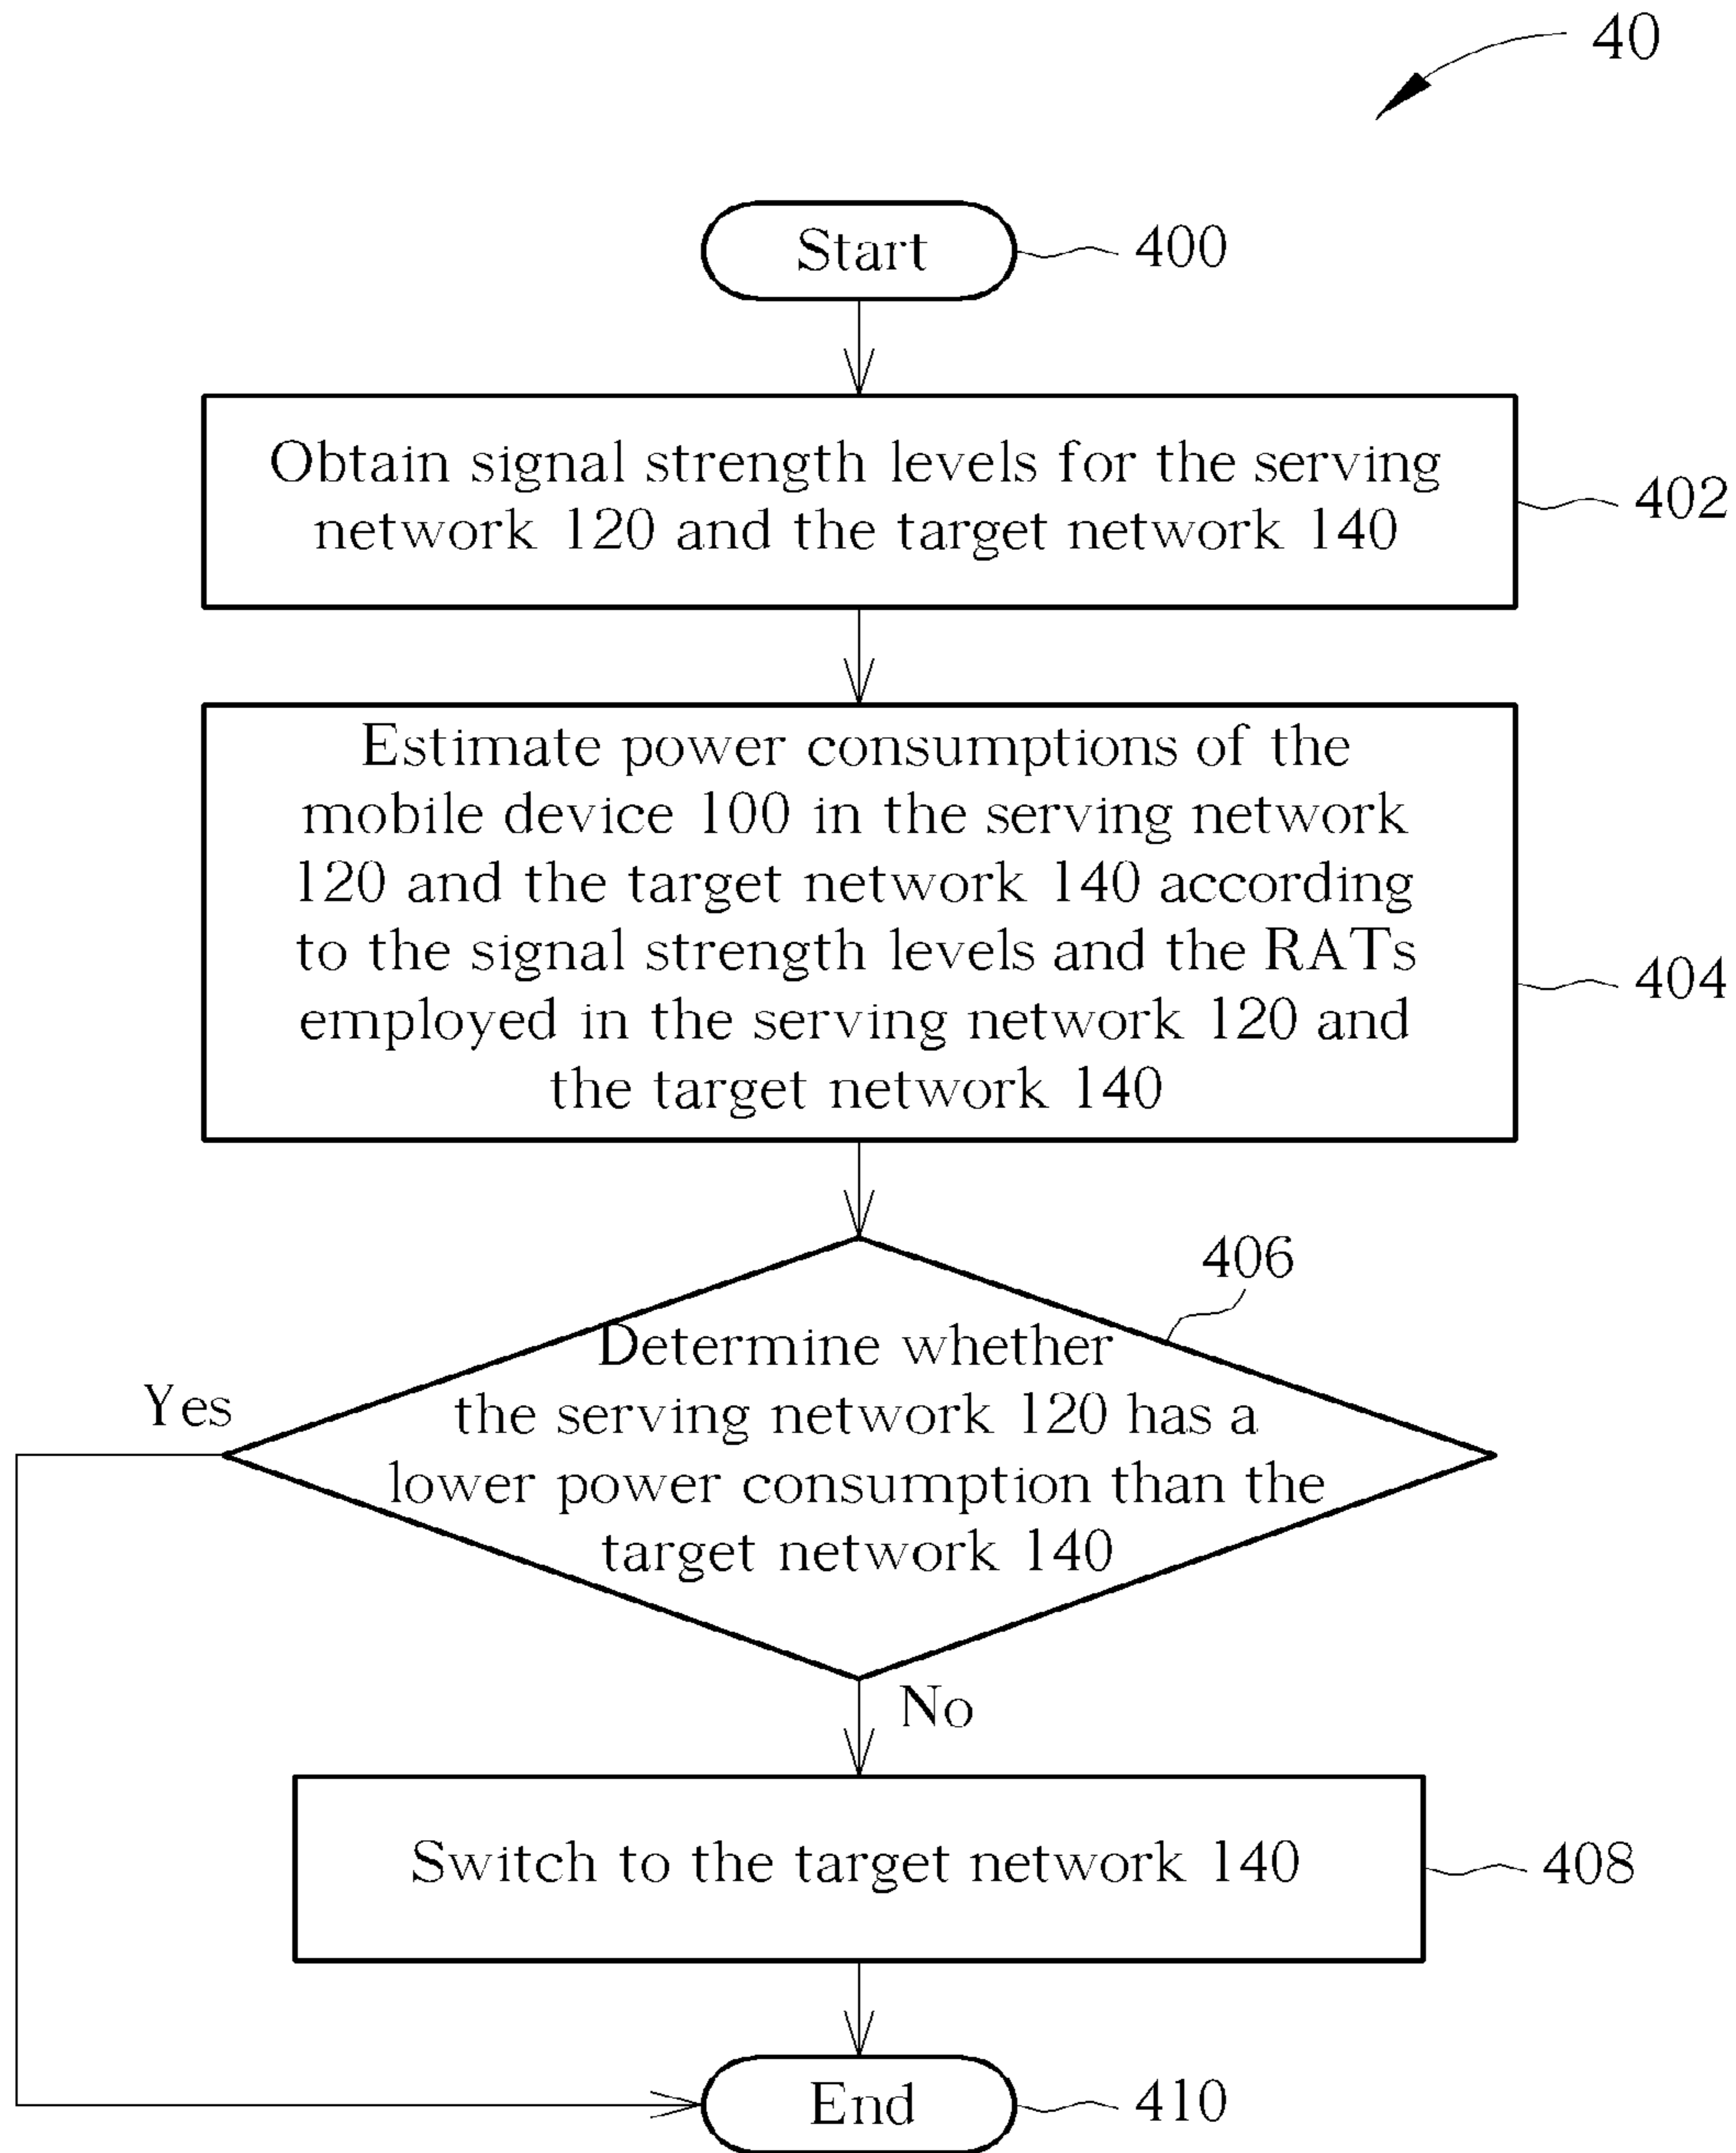 40
Start
400
Obtain signal strength levels for the serving
network 120 and the target network 140
402
Estimate power consumptions of the
mobile device 100 in the serving network
120 and the target network 140 according
to the signal strength levels and the RATs
employed in the serving network 120 and
the target network 140
404
406
Determine whether
the serving network 120 has a
lower power consumption than the
target network 140
Yes
No
Switch to the target network 140
408
End
410